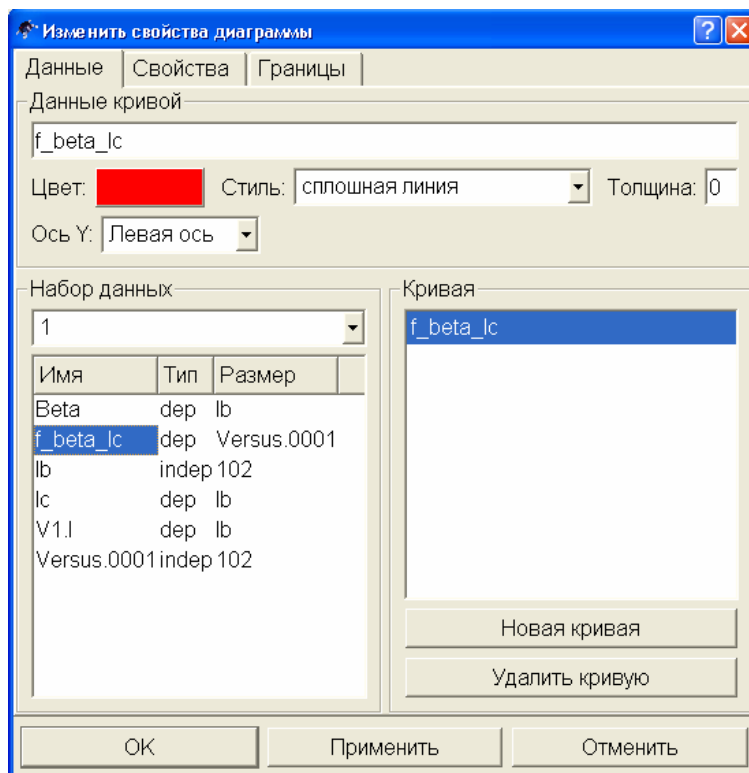 Изменить свойства диаграммы
Данные Свойства Границы
Данные кривой
f_beta_Ic
Цвет: Стиль: сплошная линия Толщина: 0
Ось Y: Левая ось
Набор данных
1
Имя Тип Размер
Beta dep Ib
f_beta_Ic dep Versus.0001
Ib indep 102
Ic dep Ib
V1.I dep Ib
Versus.0001 indep 102
Кривая
f_beta_Ic
Новая кривая
Удалить кривую
OK Применить Отменить